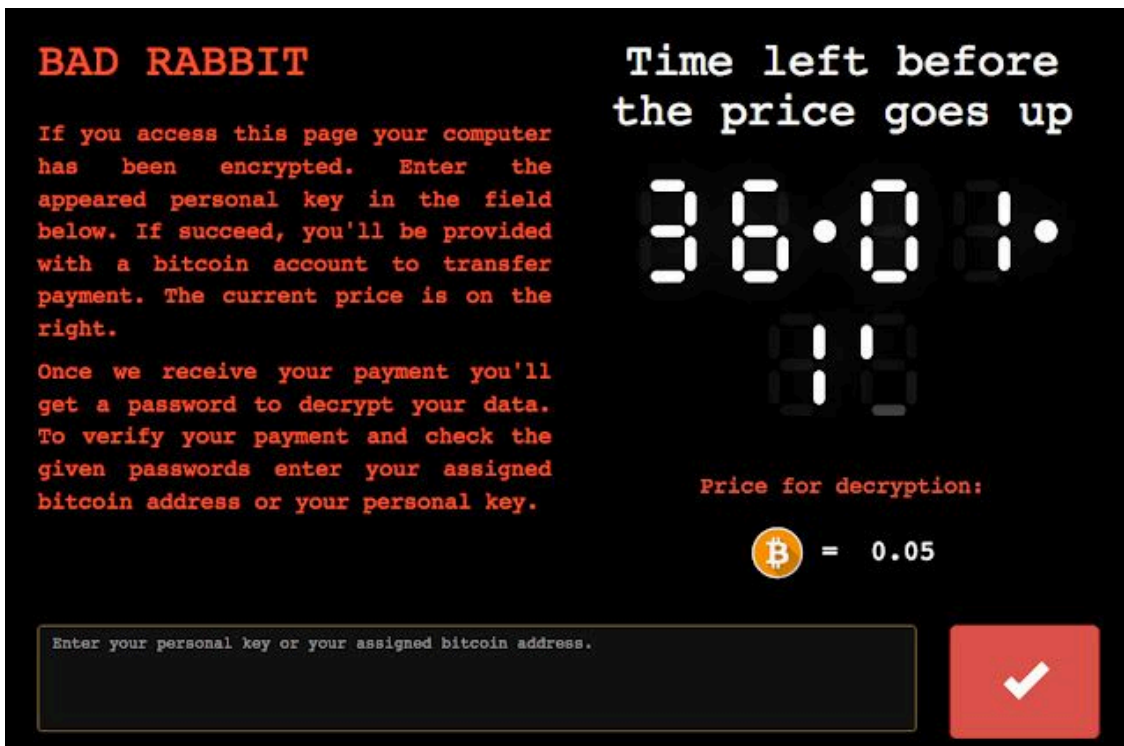 BAD RABBIT
If you access this page your computer
has been encrypted. Enter the
appeared personal key in the field
below. If succeed, you'll be provided
with a bitcoin account to transfer
payment. The current price is on the
right.
Once we receive your payment you'll
get a password to decrypt your data.
To verify your payment and check the
given passwords enter your assigned
bitcoin address or your personal key.
Time left before
the price goes up
36.01.
Price for decryption:
= 0.05
Enter your personal key or your assigned bitcoin address.